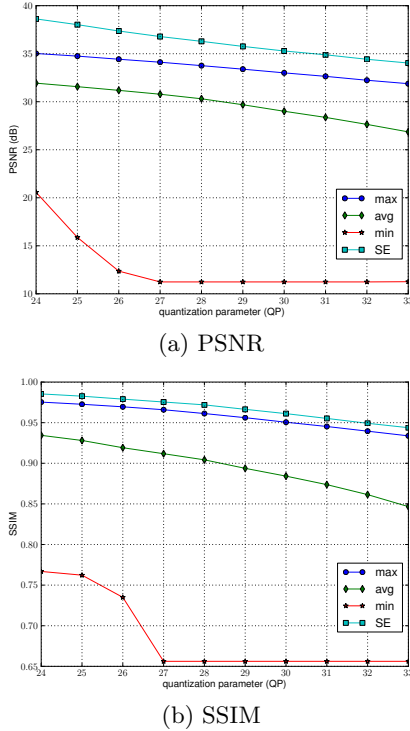 40
35
30
25
20
15
10
PSNR (dB)
max
avg
min
SE
24 25 26 27 28 29 30 31 32 33
quantization parameter (QP)
(a) PSNR
1.00
0.95
0.90
0.85
0.80
0.75
0.70
0.65
SSIM
max
avg
min
SE
24 25 26 27 28 29 30 31 32 33
quantization parameter (QP)
(b) SSIM